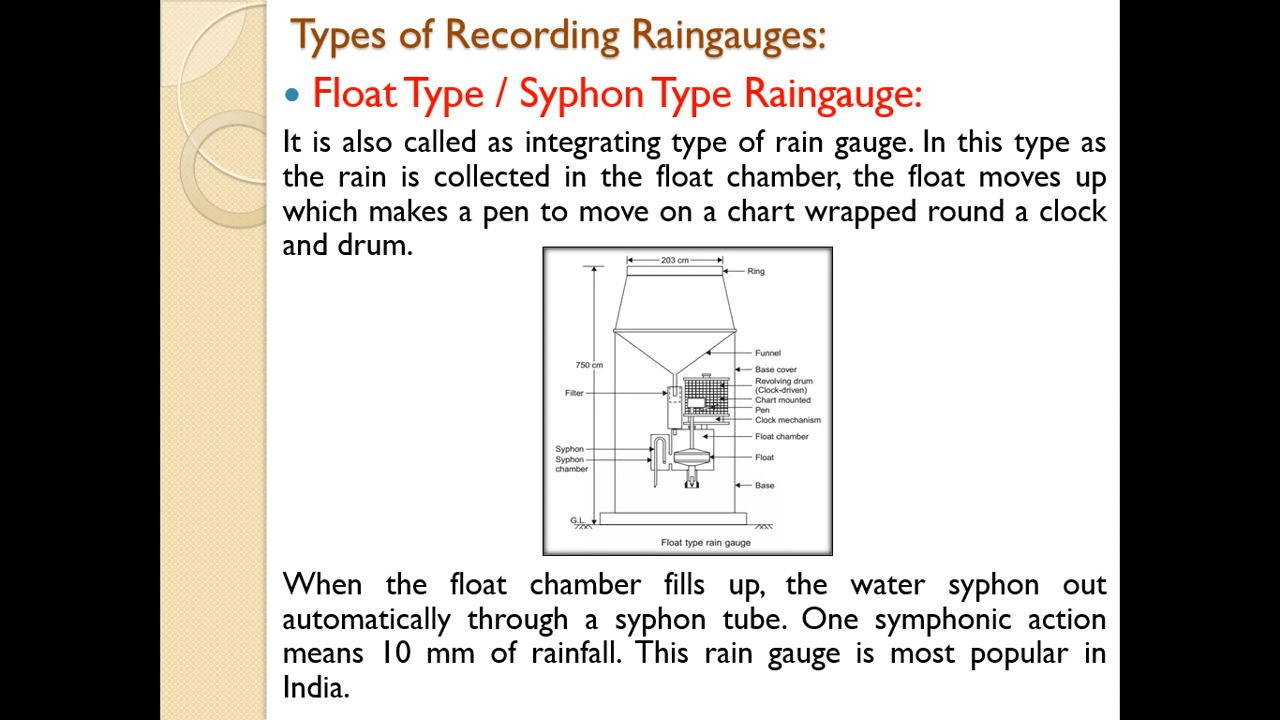 Types of Recording Raingauges:
• Float Type / Syphon Type Raingauge:
It is also called as integrating type of rain gauge. In this type as
the rain is collected in the float chamber, the float moves up
which makes a pen to move on a chart wrapped round a clock
and drum.
203 cm
Ring
750 cm
Funnel
Base cover
Revolving drum
(Clock-driven)
Filter
Chart mounted
Pen
Clock mechanism
Float chamber
Syphon
Float
Syphon
chamber
Base
G.L.
Float type rain gauge
When the float chamber fills up, the water syphon out
automatically through a syphon tube. One symphonic action
means 10 mm of rainfall. This rain gauge is most popular in
India.